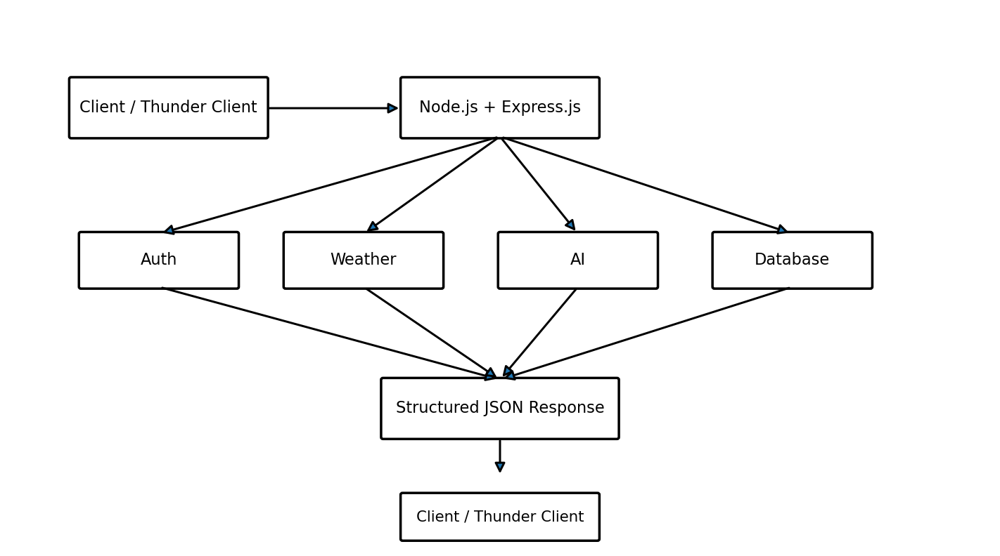 Client / Thunder Client
Node.js + Express.js
Auth
Weather
AI
Database
Structured JSON Response
Client / Thunder Client